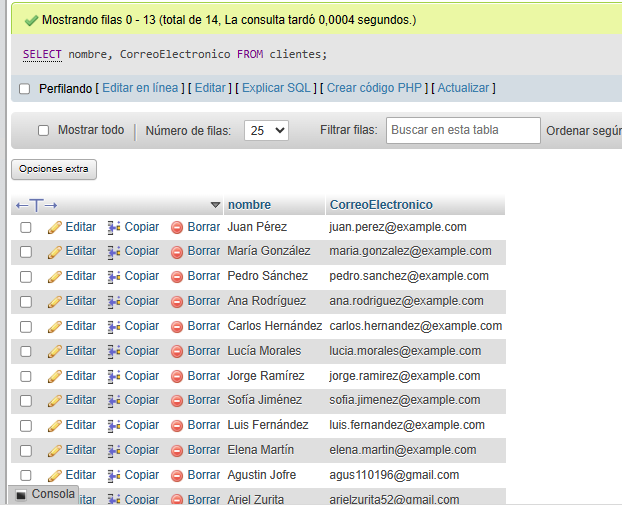 Mostrando filas 0 - 13 (total de 14, La consulta tardó 0,0004 segundos.)
SELECT nombre, CorreoElectronico FROM clientes;
Perfilando [ Editar en línea ] [ Editar ] [ Explicar SQL ] [ Crear código PHP ] [ Actualizar ]
Mostrar todo | Número de filas: 25 Filtrar filas: Buscar en esta tabla Ordenar según
Opciones extra
←T→ nombre CorreoElectronico
Editar Copiar Borrar Juan Pérez juan.perez@example.com
Editar Copiar Borrar María González maria.gonzalez@example.com
Editar Copiar Borrar Pedro Sánchez pedro.sanchez@example.com
Editar Copiar Borrar Ana Rodríguez ana.rodriguez@example.com
Editar Copiar Borrar Carlos Hernández carlos.hernandez@example.com
Editar Copiar Borrar Lucía Morales lucia.morales@example.com
Editar Copiar Borrar Jorge Ramírez jorge.ramirez@example.com
Editar Copiar Borrar Sofía Jiménez sofia.jimenez@example.com
Editar Copiar Borrar Luis Fernández luis.fernandez@example.com
Editar Copiar Borrar Elena Martín elena.martin@example.com
Editar Copiar Borrar Agustin Jofre agus110196@gmail.com
Consola Editar Copiar Borrar Ariel Zurita arielzurita52@gmail.com